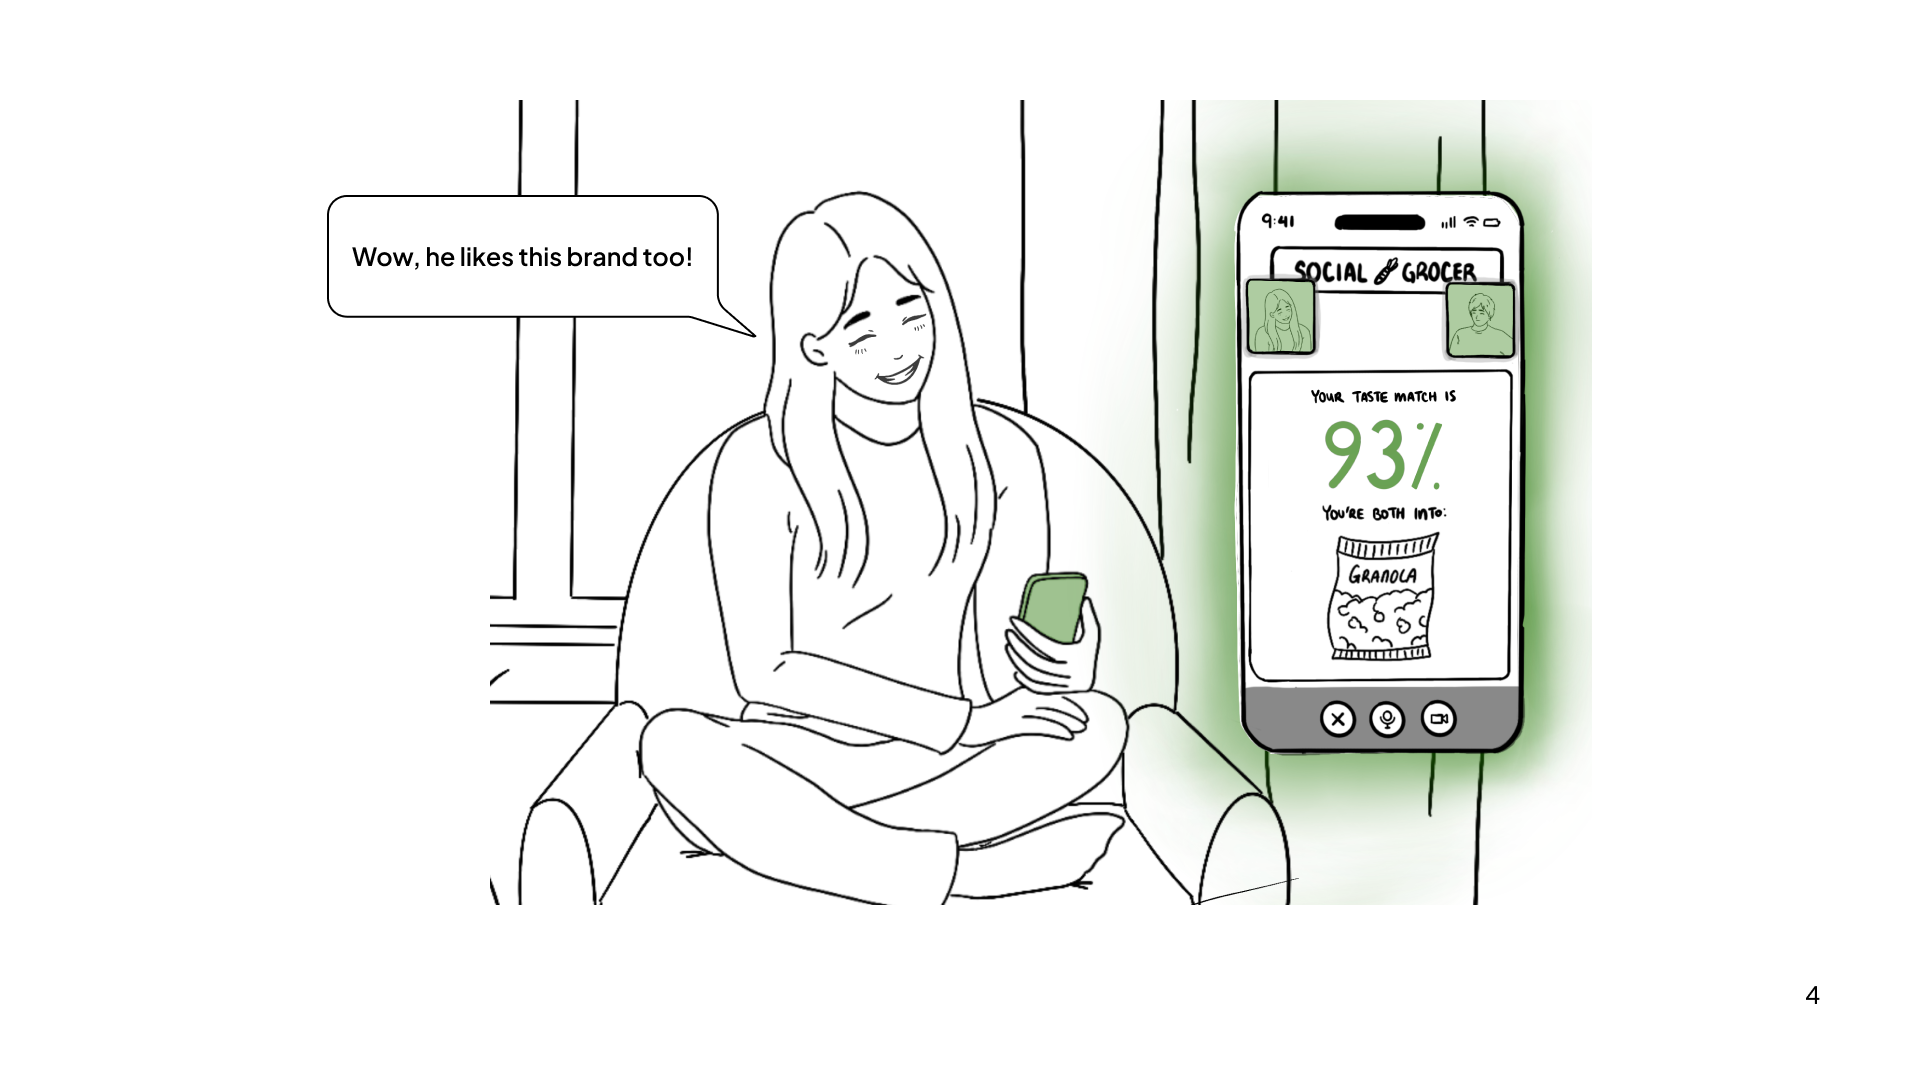 Wow, he likes this brand too!
9:41
SOCIAL GROCER
YOUR TASTE MATCH IS
93%
YOU'RE BOTH INTO:
GRANOLA
4